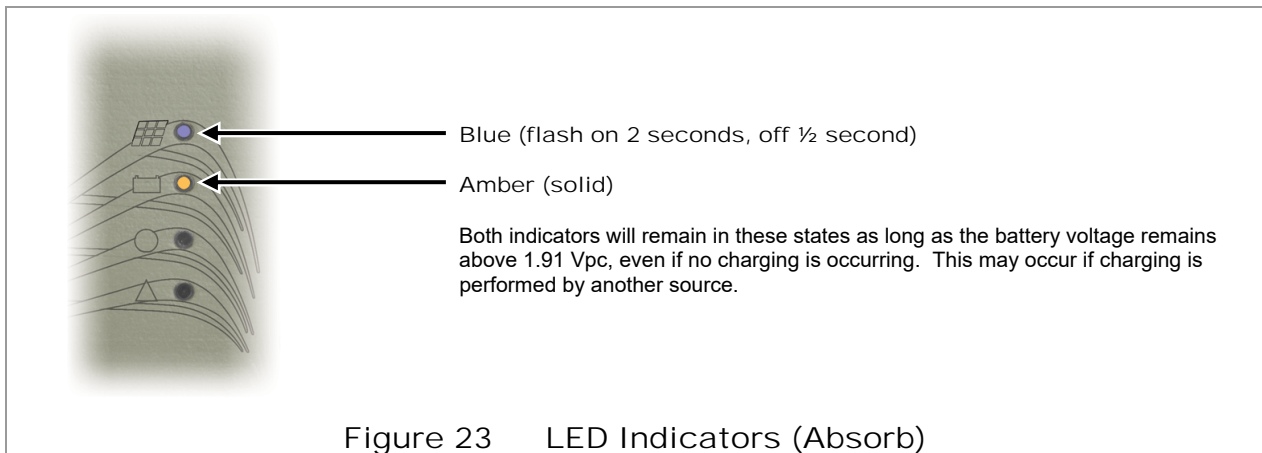 Blue (flash on 2 seconds, off ½ second)
Amber (solid)
Both indicators will remain in these states as long as the battery voltage remains
above 1.91 Vpc, even if no charging is occurring.  This may occur if charging is
performed by another source.
Figure 23 LED Indicators (Absorb)